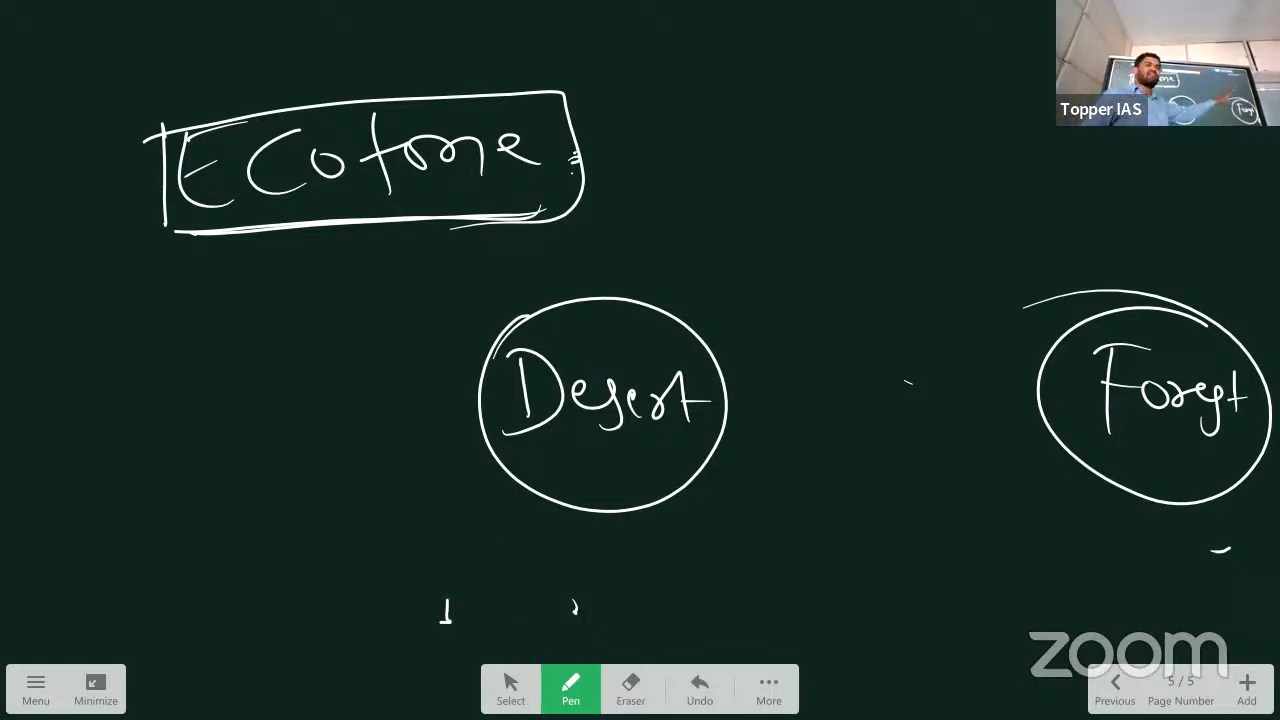 Topper IAS
Ecotone
Desert
Forest
zoom
Menu
Minimize
Select
Pen
Eraser
Undo
More
Previous
5/5
Page Number
Add